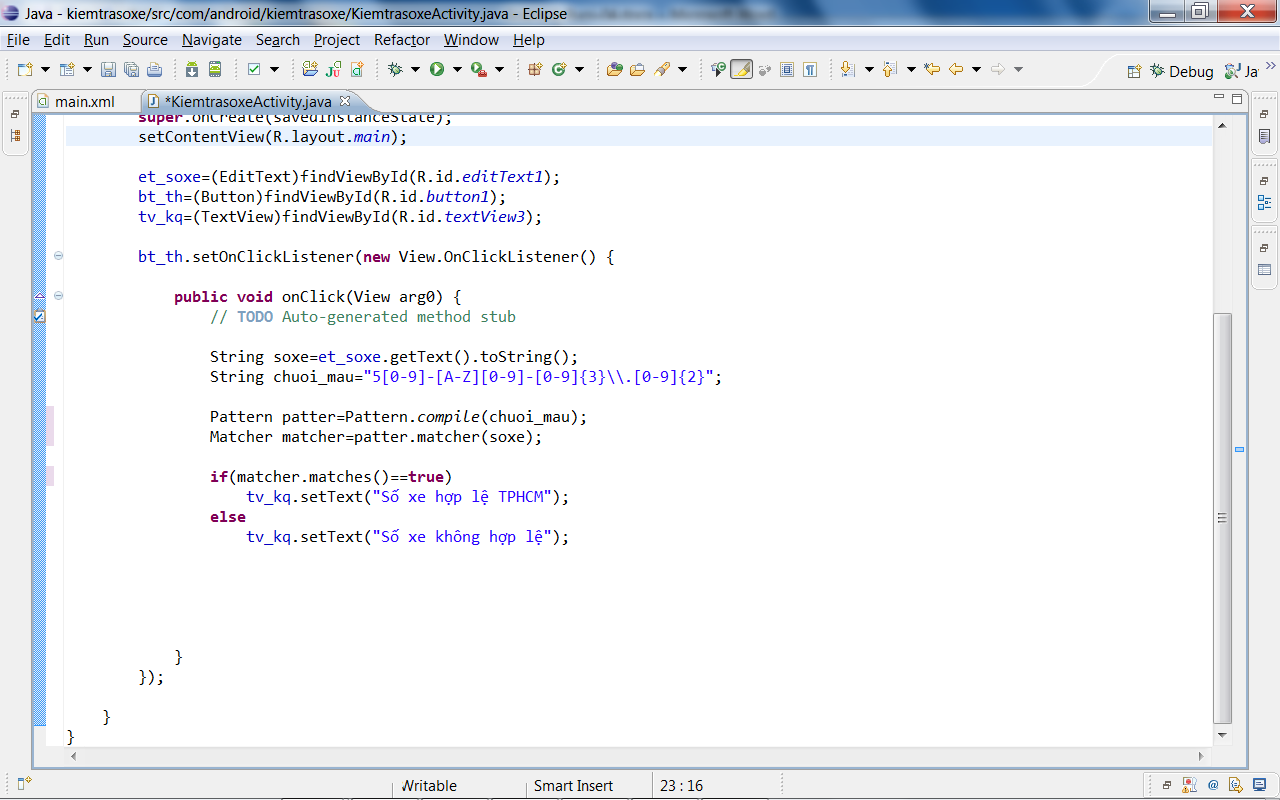 Java - kiemtrasoxe/src/com/android/kiemtrasoxe/KiemtrasoxeActivity.java - Eclipse
File Edit Run Source Navigate Search Project Refactor Window Help
Debug Ja
main.xml *KiemtrasoxeActivity.java
super.onCreate(savedInstanceState);
setContentView(R.layout.main);
et_soxe=(EditText)findViewById(R.id.editText1);
bt_th=(Button)findViewById(R.id.button1);
tv_kq=(TextView)findViewById(R.id.textView3);
bt_th.setOnClickListener(new View.OnClickListener() {
public void onClick(View arg0) {
// TODO Auto-generated method stub
String soxe=et_soxe.getText().toString();
String chuoi_mau="5[0-9]-[A-Z][0-9]-[0-9]{3}\\.[0-9]{2}";
Pattern patter=Pattern.compile(chuoi_mau);
Matcher matcher=patter.matcher(soxe);
if(matcher.matches()==true)
tv_kq.setText("Số xe hợp lệ TPHCM");
else
tv_kq.setText("Số xe không hợp lệ");
}
});
}
}
Writable Smart Insert 23 : 16